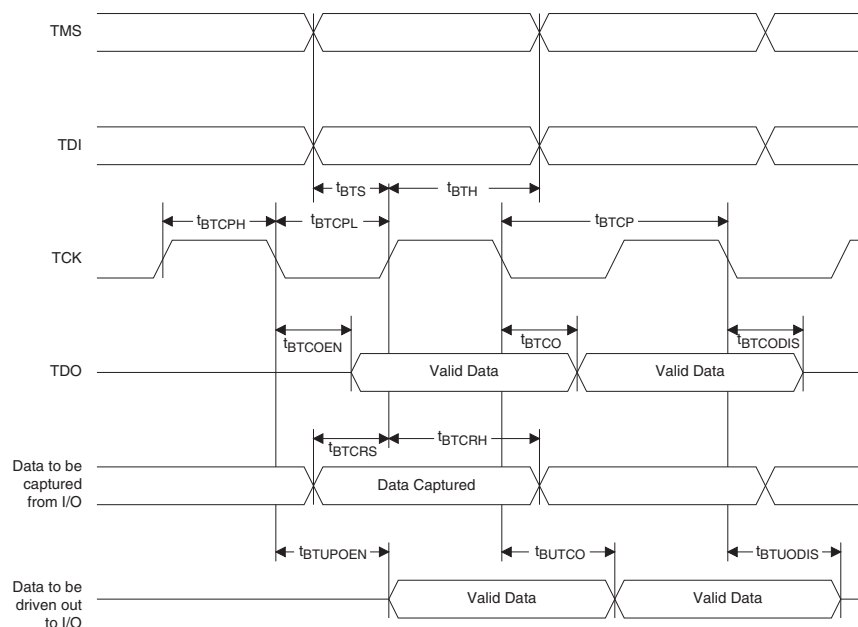 TMS
TDI
tBTS
tBTH
tBTCPH
tBTCPL
tBTCP
TCK
tBTCOEN
tBTCO
tBTCODIS
TDO
Valid Data
Valid Data
tBTCRS
tBTCRH
Data to be
captured
from I/O
Data Captured
tBTUPOEN
tBUTCO
tBTUODIS
Data to be
driven out
to I/O
Valid Data
Valid Data